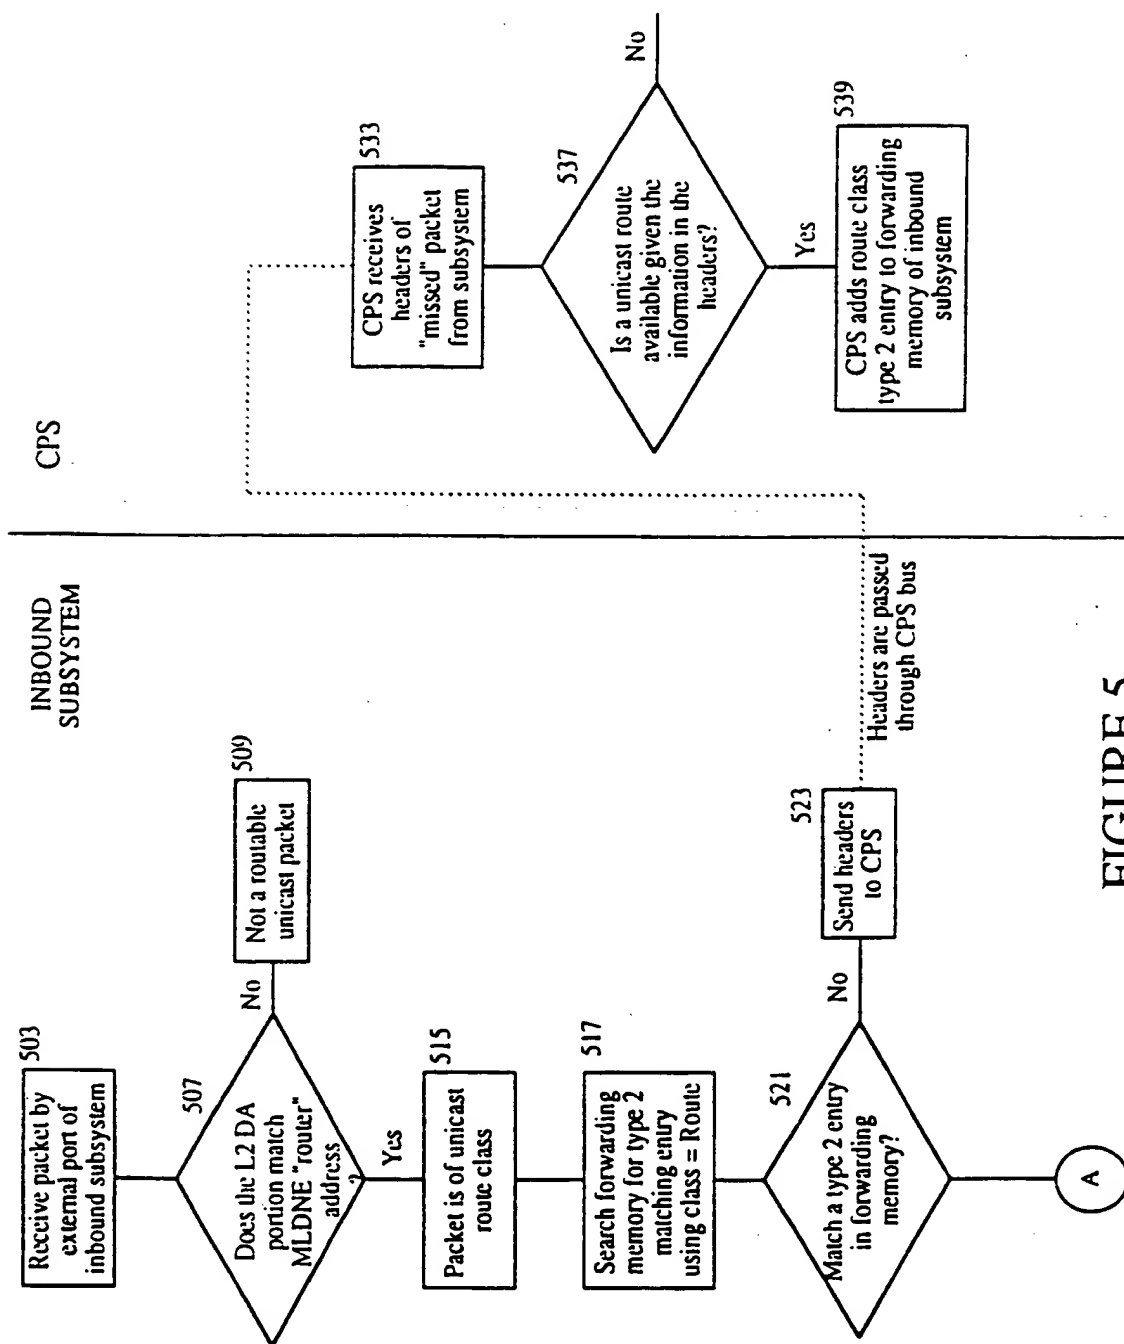 INBOUND
SUBSYSTEM
CPS
503
Receive packet by
external port of
inbound subsystem
507
Does the L2 DA
portion match
MLDNE "router"
address
?
No
509
Not a routable
unicast packet
Yes
515
Packet is of unicast
route class
517
Search forwarding
memory for type 2
matching entry
using class = Route
521
Match a type 2 entry
in forwarding
memory?
No
523
Send headers
to CPS
A
Headers are passed
through CPS bus
533
CPS receives
headers of
"missed" packet
from subsystem
537
Is a unicast route
available given the
information in the
headers?
No
Yes
539
CPS adds route class
type 2 entry to forwarding
memory of inbound
subsystem
FIGURE 5